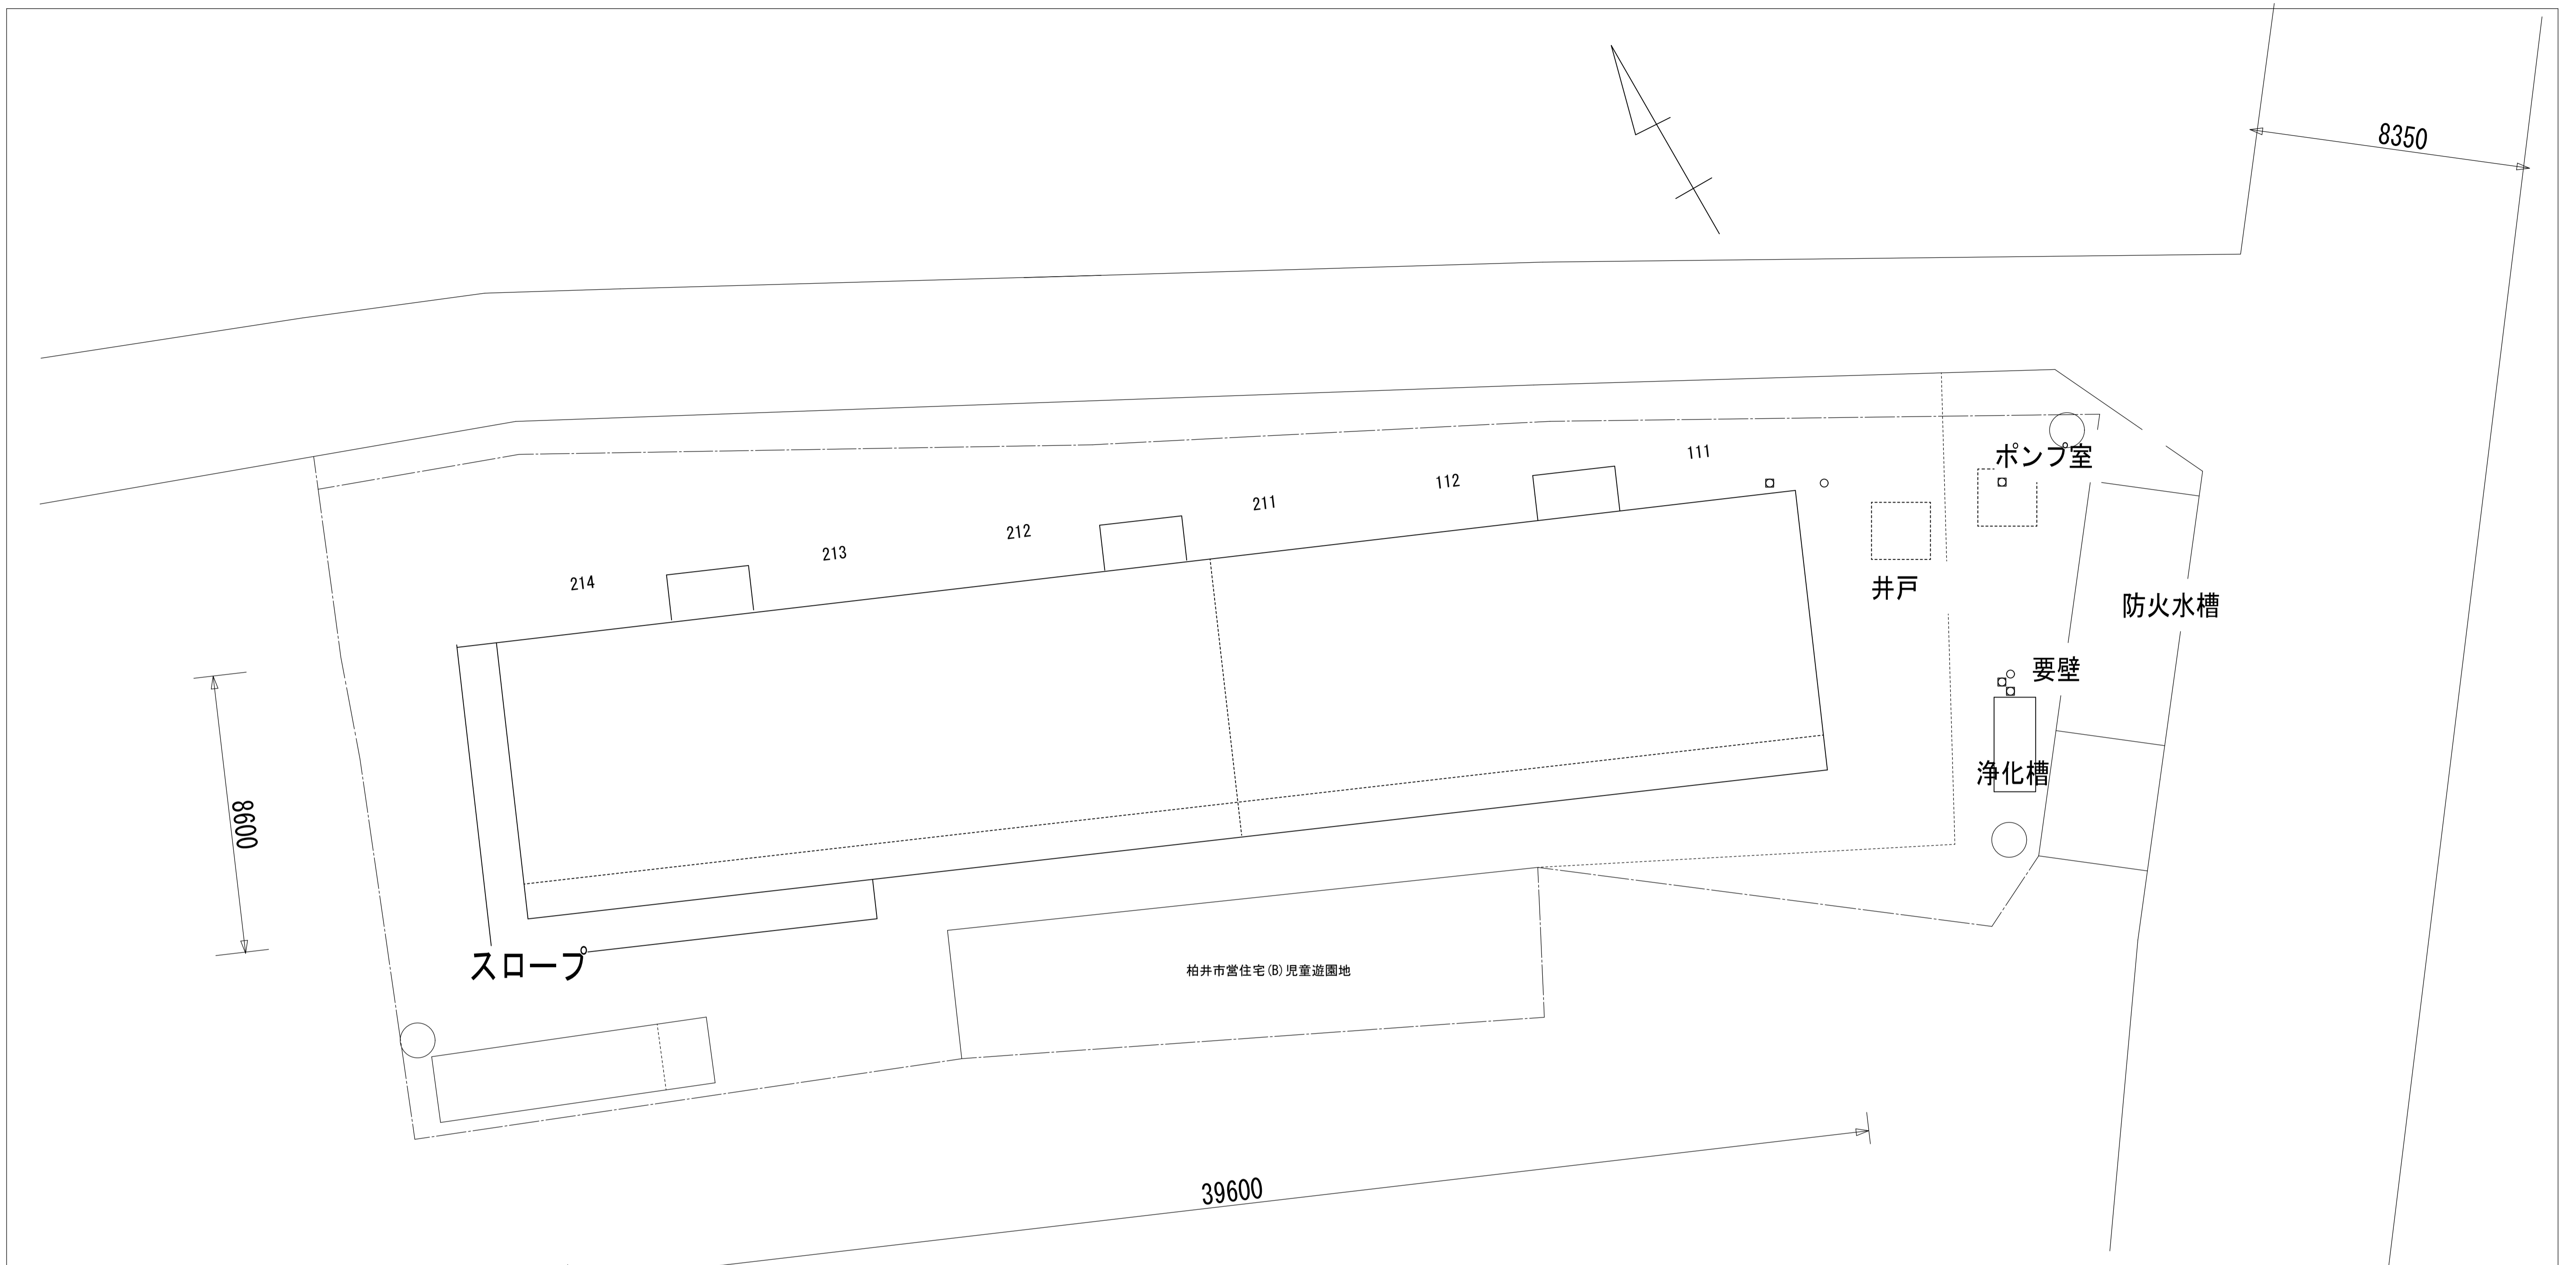 8350
ポンプ室
111
112
211
212
213
214
井戸
防火水槽
要壁
浄化槽
8600
スロープ
柏井市営住宅(B)児童遊園地
39600